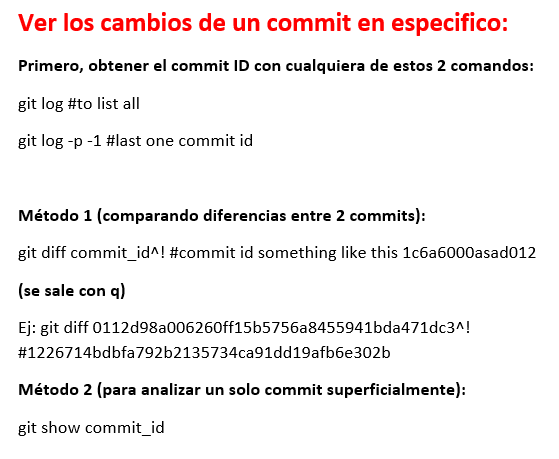 Ver los cambios de un commit en especifico:
Primero, obtener el commit ID con cualquiera de estos 2 comandos:
git log #to list all
git log -p -1 #last one commit id
Método 1 (comparando diferencias entre 2 commits):
git diff commit_id^! #commit id something like this 1c6a6000asad012
(se sale con q)
Ej: git diff 0112d98a006260ff15b5756a8455941bda471dc3^!
#1226714bdbfa792b2135734ca91dd19afb6e302b
Método 2 (para analizar un solo commit superficialmente):
git show commit_id